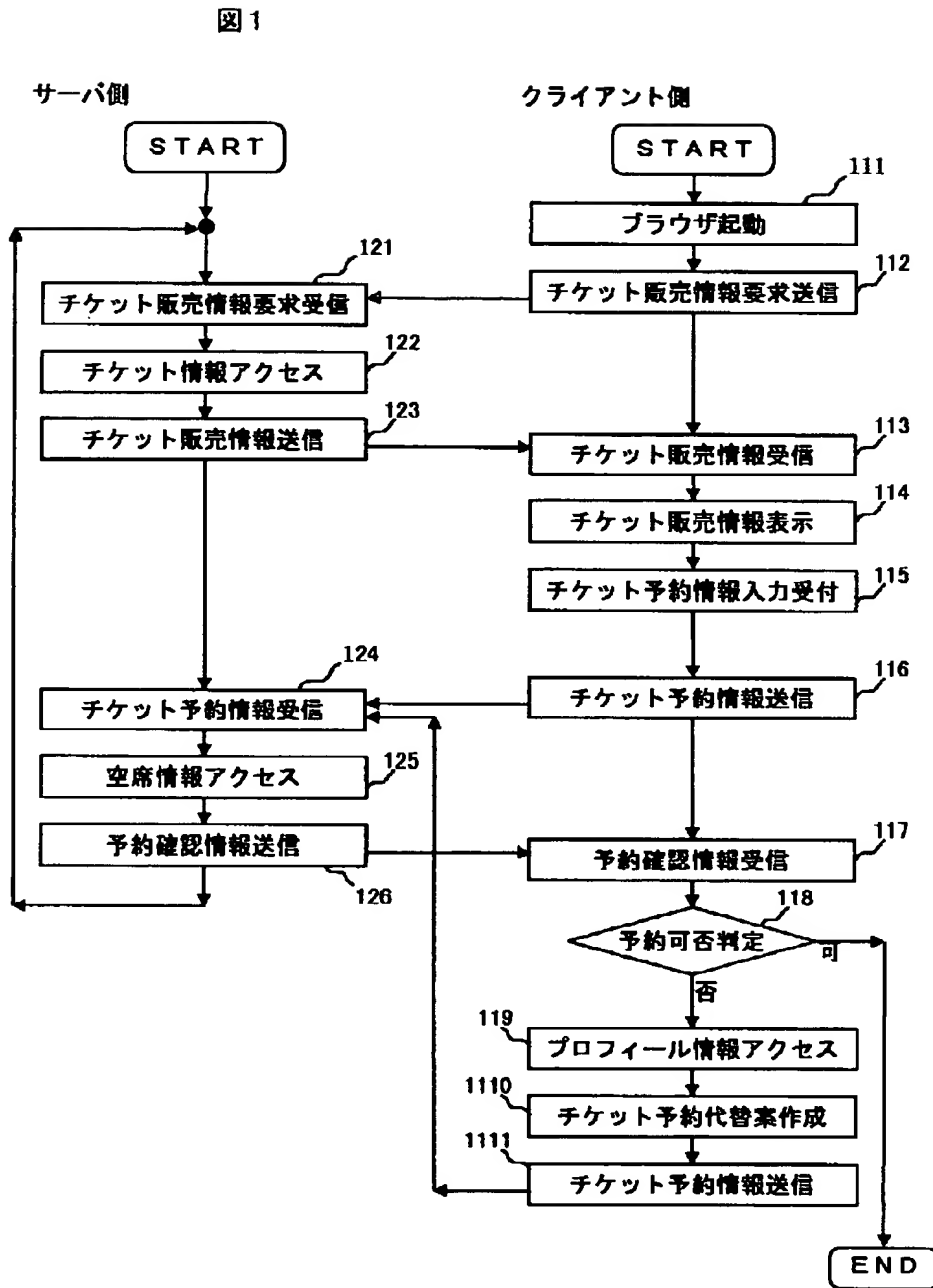 図1
サーバ側
クライアント側
START
START
111
ブラウザ起動
121
112
チケット販売情報要求受信
チケット販売情報要求送信
122
チケット情報アクセス
123
113
チケット販売情報送信
チケット販売情報受信
114
チケット販売情報表示
115
チケット予約情報入力受付
124
116
チケット予約情報受信
チケット予約情報送信
125
空席情報アクセス
117
予約確認情報送信
予約確認情報受信
126
118
予約可否判定
可
否
119
プロフィール情報アクセス
1110
チケット予約代替案作成
1111
チケット予約情報送信
END